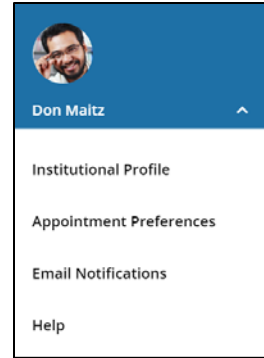 Don Maitz
Institutional Profile
Appointment Preferences
Email Notifications
Help